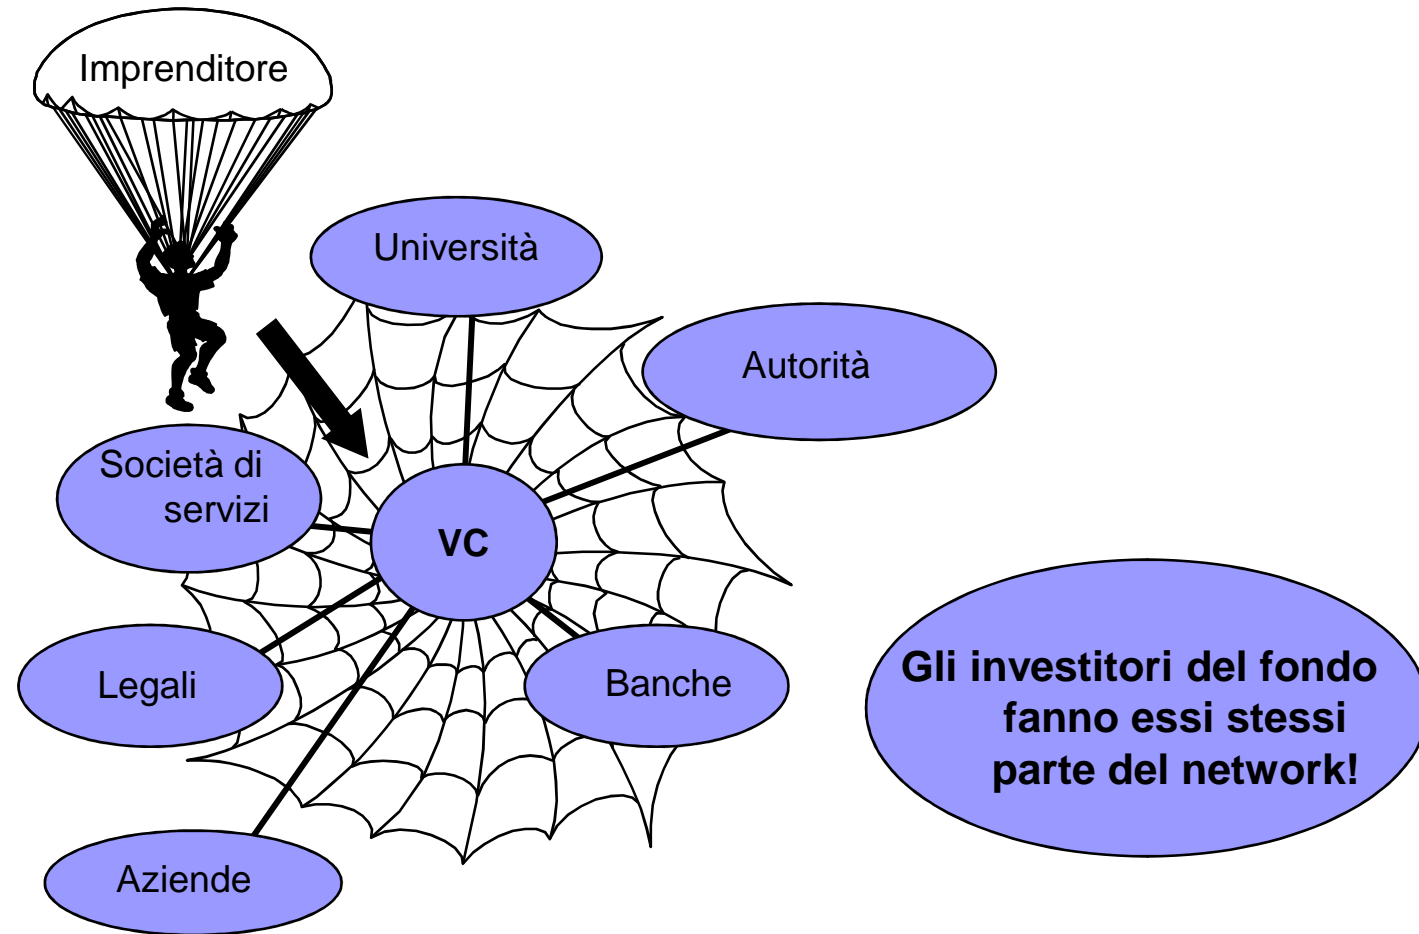 Imprenditore
Università
Autorità
Società di
servizi
VC
Legali
Banche
Gli investitori del fondo
fanno essi stessi
parte del network!
Aziende